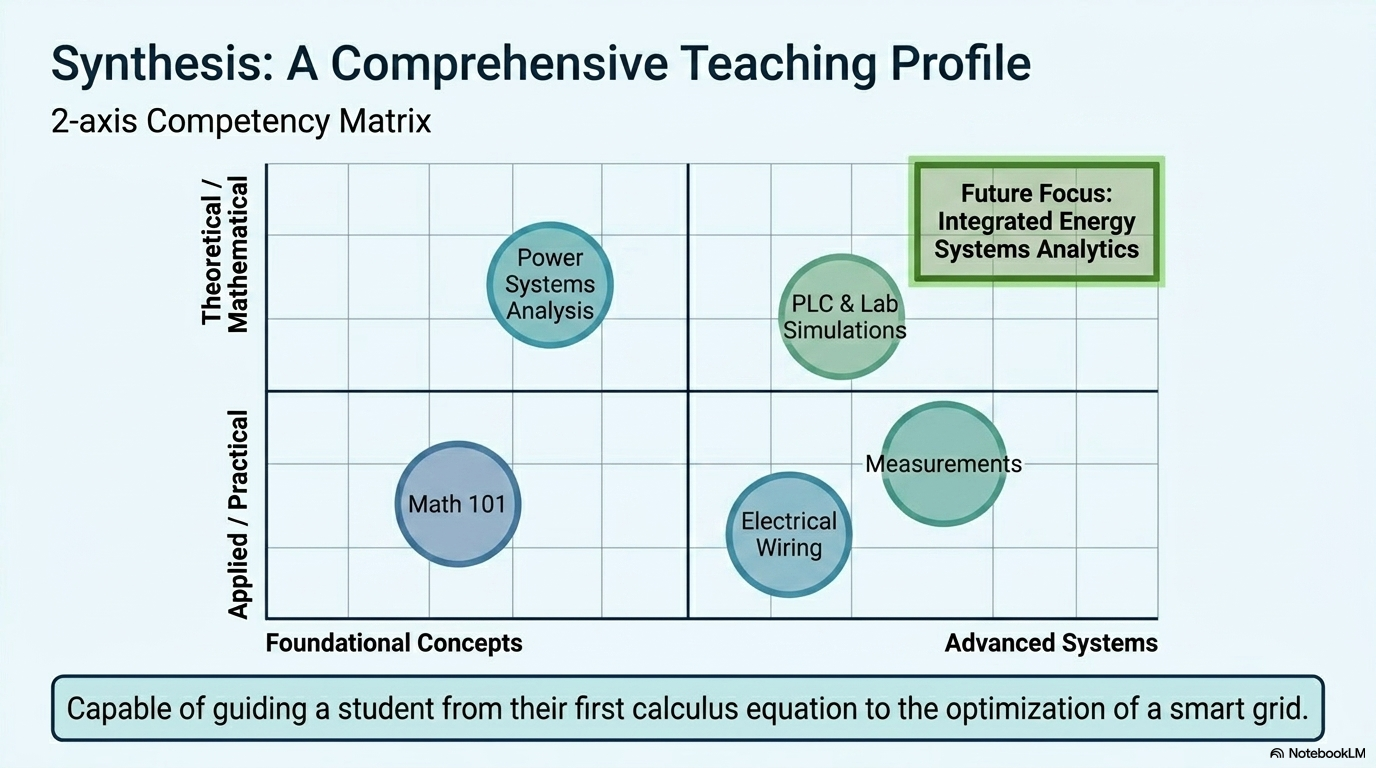 Synthesis: A Comprehensive Teaching Profile
2-axis Competency Matrix
Theoretical /
Mathematical
Applied / Practical
Power
Systems
Analysis
PLC & Lab
Simulations
Future Focus:
Integrated Energy
Systems Analytics
Math 101
Electrical
Wiring
Measurements
Foundational Concepts
Advanced Systems
Capable of guiding a student from their first calculus equation to the optimization of a smart grid.
NotebookLM